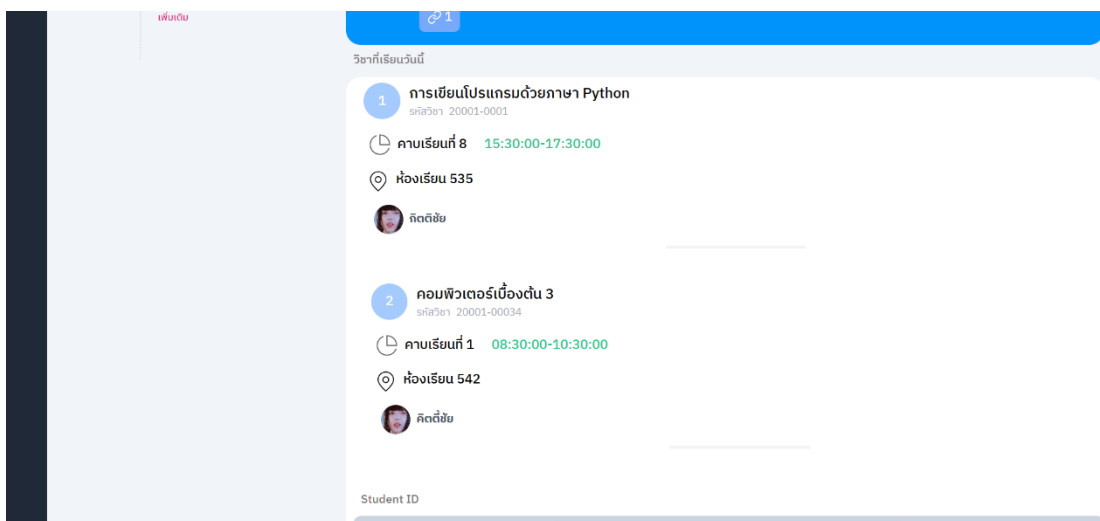 เพิ่มเติม
1
วิชาที่เรียนวันนี้
1
การเขียนโปรแกรมด้วยภาษา Python
รหัสวิชา 20001-0001
คาบเรียนที่ 8 15:30:00-17:30:00
ห้องเรียน 535
กิตติชัย
2
คอมพิวเตอร์เบื้องต้น 3
รหัสวิชา 20001-00034
คาบเรียนที่ 1 08:30:00-10:30:00
ห้องเรียน 542
คิตตี้ชัย
Student ID